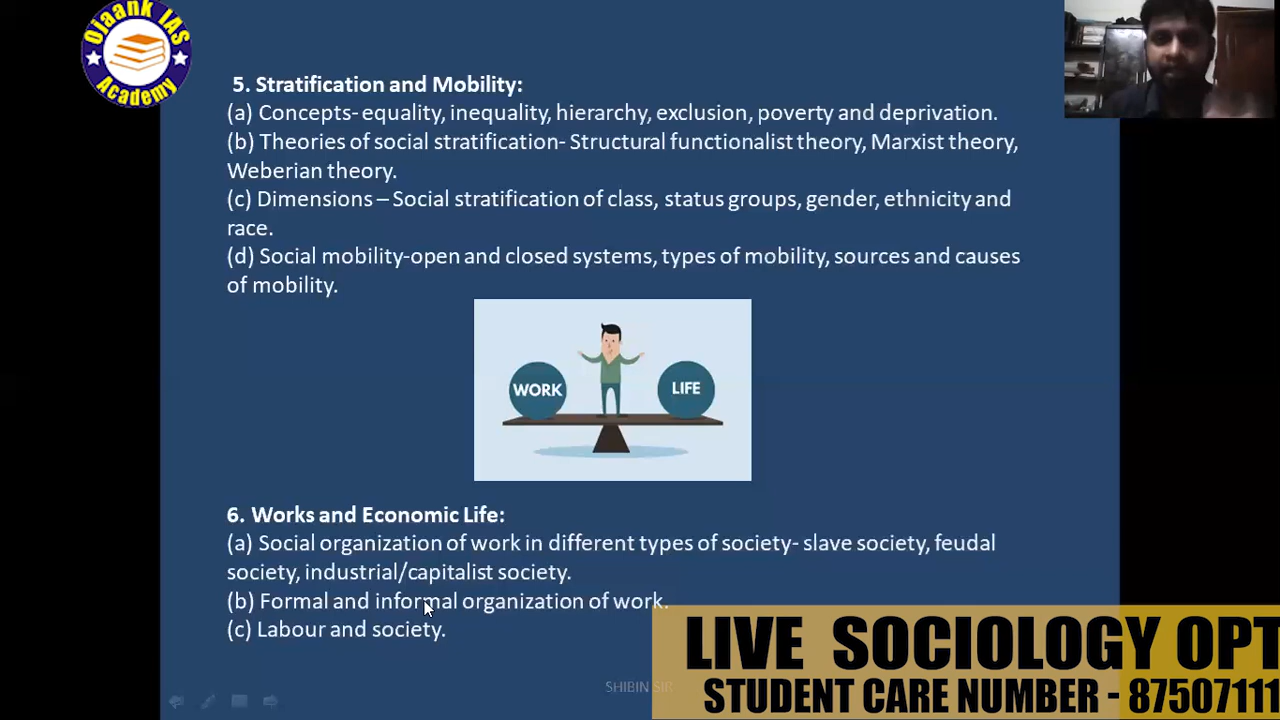 Ojaank IAS
Academy
5. Stratification and Mobility:
(a) Concepts- equality, inequality, hierarchy, exclusion, poverty and deprivation.
(b) Theories of social stratification- Structural functionalist theory, Marxist theory,
Weberian theory.
(c) Dimensions – Social stratification of class, status groups, gender, ethnicity and
race.
(d) Social mobility-open and closed systems, types of mobility, sources and causes
of mobility.
WORK
LIFE
6. Works and Economic Life:
(a) Social organization of work in different types of society- slave society, feudal
society, industrial/capitalist society.
(b) Formal and informal organization of work.
(c) Labour and society.
LIVE SOCIOLOGY OPT
STUDENT CARE NUMBER - 87507111
SHIBIN SIR